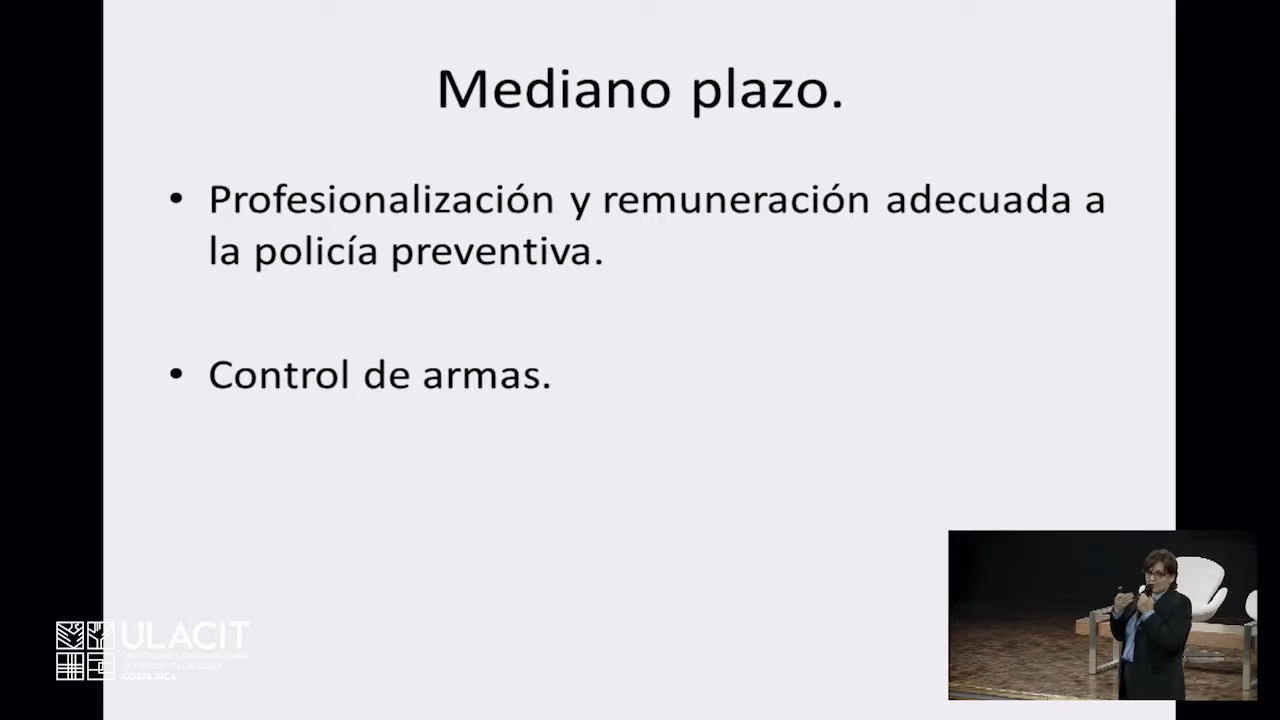 Mediano plazo.
• Profesionalización y remuneración adecuada a
la policía preventiva.
• Control de armas.
ULACIT
COSTA RICA